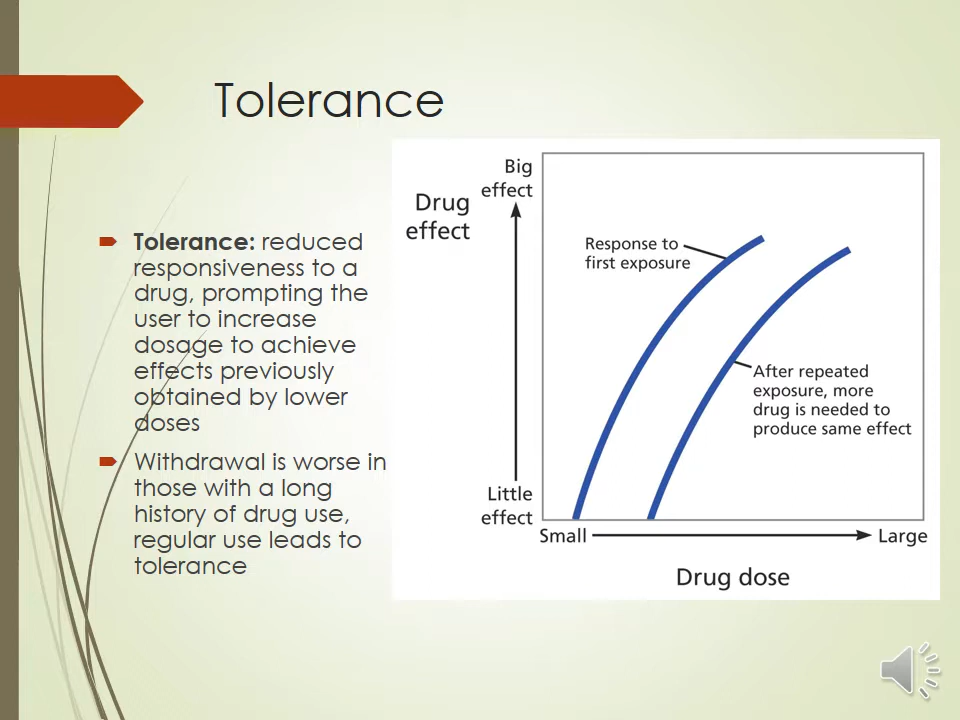 Tolerance
Tolerance: reduced
responsiveness to a
drug, prompting the
user to increase
dosage to achieve
effects previously
obtained by lower
doses
Withdrawal is worse in
those with a long
history of drug use,
regular use leads to
tolerance
Big
effect
Drug
effect
Response to
first exposure
After repeated
exposure, more
drug is needed to
produce same effect
Little
effect
Small
Large
Drug dose